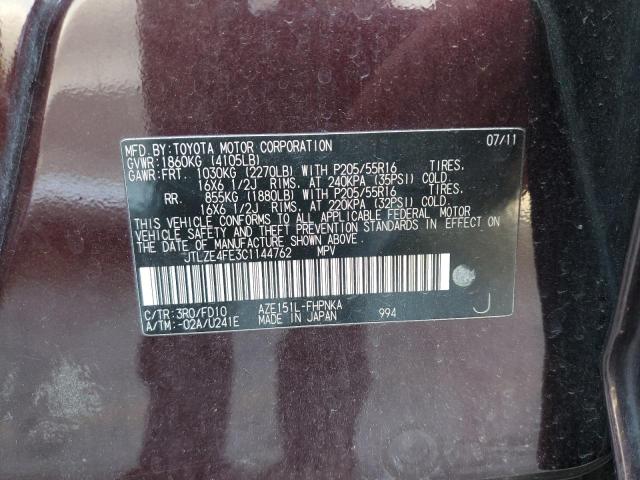 MFD.BY:TOYOTA MOTOR CORPORATION 07/11
GVWR:1860KG (4105LB)
GAWR:FRT. 1030KG (2270LB) WITH P205/55R16 TIRES.
16X6 1/2J RIMS. AT 240KPA (35PSI) COLD.
RR. 855KG (1880LB) WITH P205/55R16 TIRES.
16X6 1/2J RIMS. AT 220KPA (32PSI) COLD.
THIS VEHICLE CONFORMS TO ALL APPLICABLE FEDERAL MOTOR
VEHICLE SAFETY AND THEFT PREVENTION STANDARDS IN EFFECT
ON THE DATE OF MANUFACTURE SHOWN ABOVE.
JTLZE4FE3C1144762 MPV
C/TR:3R0/FD10 AZE151L-FHPNKA
A/TM:-02A/U241E MADE IN JAPAN 994 J